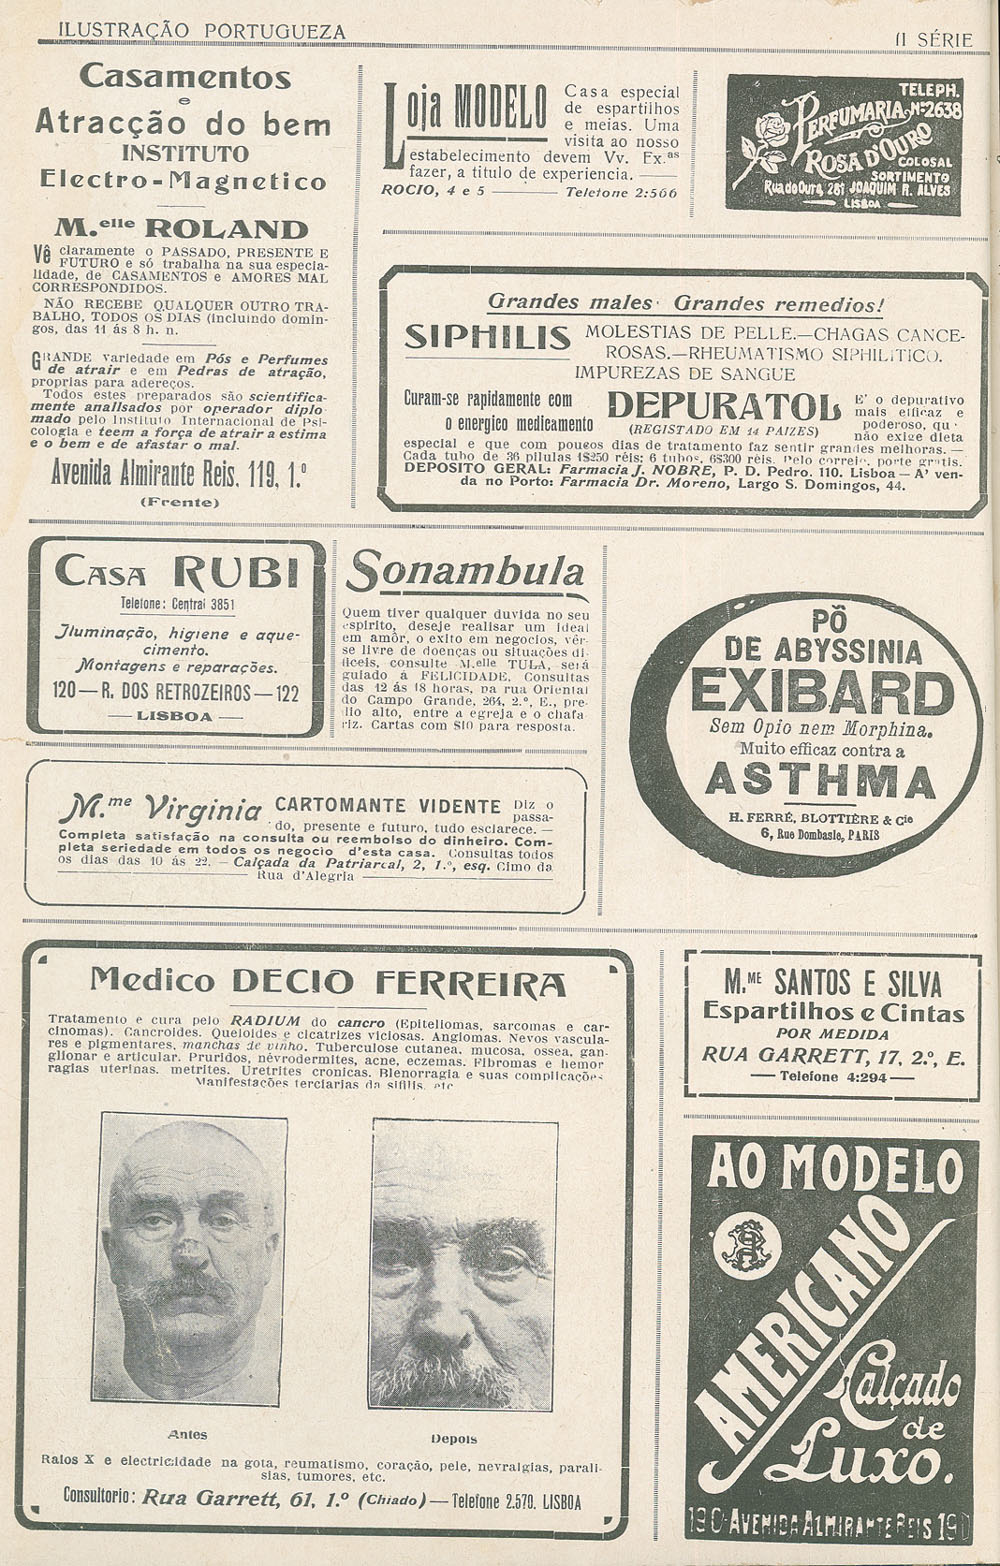 ILUSTRAÇÃO PORTUGUEZA
II SÉRIE
Casamentos
e
Atracção do bem
INSTITUTO
Electro-Magnetico
M.elle ROLAND
Vê claramente o PASSADO, PRESENTE E
FUTURO e só trabalha na sua especia-
lidade, de CASAMENTOS e AMORES MAL
CORRESPONDIDOS.
NÃO RECEBE QUALQUER OUTRO TRA-
BALHO, TODOS OS DIAS (incluindo domin-
gos, das 11 ás 8 h. n.
GRANDE variedade em Pós e Perfumes
de atrair e em Pedras de atração,
proprias para adereços.
Todos estes preparados são scientifica-
mente analisados por operador diplo
mado pelo Instituto Internacional de Psi-
cologia e teem a força de atrair a estima
e o bem e de afastar o mal.
Avenida Almirante Reis, 119, 1.º
(Frente)
Loja MODELO
Casa especial
de espartilhos
e meias. Uma
visita ao nosso
estabelecimento devem Vv. Ex.as
fazer, a titulo de experiencia. —
ROCIO, 4 e 5 — Telefone 2:566
TELEPH.
Nº 2638
PERFUMARIA
ROSA D'OURO
COLOSAL
SORTIMENTO
Rua do Ouro, 281 JOAQUIM R. ALVES
— LISBOA —
Grandes males· Grandes remedios!
SIPHILIS MOLESTIAS DE PELLE.—CHAGAS CANCE-
ROSAS.—RHEUMATISMO SIPHILITICO.
IMPUREZAS DE SANGUE
Curam-se rapidamente com
o energico medicamento
DEPURATOL
(REGISTADO EM 14 PAIZES)
E' o depurativo
mais eficaz e
poderoso, qu·
não exige dieta
especial e que com poucos dias de tratamento faz sentir grandes melhoras. —
Cada tubo de 36 pilulas 1$250 réis; 6 tubos, 6$300 réis. Pelo correio, porte gratis.
DEPOSITO GERAL: Farmacia J. NOBRE, P. D. Pedro. 110. Lisboa — A' ven-
da no Porto: Farmacia Dr. Moreno, Largo S. Domingos, 44.
CASA RUBI
Telefone: Central 3851
Iluminação, higiene e aque-
cimento.
Montagens e reparações.
120—R. DOS RETROZEIROS—122
— LISBOA —
Sonambula
Quem tiver qualquer duvida no seu
espirito, deseje realisar um ideal
em amôr, o exito em negocios, vêr-
se livre de doenças ou situações di
ficeis, consulte M.elle TULA, será
guiado á FELICIDADE. Consultas
das 12 ás 18 horas, na rua Oriental
do Campo Grande, 264, 2.º, E., pre-
dio alto, entre a egreja e o chafa-
riz. Cartas com $10 para resposta.
PÔ
DE ABYSSINIA
EXIBARD
Sem Opio nem Morphina.
Muito efficaz contra a
ASTHMA
H. FERRÉ, BLOTTIÈRE & Cie
6, Rue Dombasle, PARIS
M.me Virginia CARTOMANTE VIDENTE Diz o
passa-
do, presente e futuro, tudo esclarece. —
Completa satisfação na consulta ou reembolso do dinheiro. Com-
pleta seriedade em todos os negocio d'esta casa. Consultas todos
os dias das 10 ás 22. — Calçada da Patriarcal, 2, 1.º, esq. Cimo da
Rua d'Alegria
Medico DECIO FERREIRA
Tratamento e cura pelo RADIUM do cancro (Epiteliomas, sarcomas e car-
cinomas). Cancroides. Queloides e cicatrizes viciosas. Angiomas. Nevos vascula-
res e pigmentares, manchas de vinho. Tuberculose cutanea, mucosa, ossea, gan-
glionar e articular. Pruridos, névrodermites, acne, eczemas. Fibromas e hemor
ragias uterinas, metrites. Uretrites cronicas. Blenorragia e suas complicações
Manifestações terciarias da sifilis, etc
Antes
Depois
Raios X e electricidade na gota, reumatismo, coração, pele, nevralgias, parali-
sias, tumores, etc.
Consultorio: Rua Garrett, 61, 1.º (Chiado) — Telefone 2.570. LISBOA
M.ME SANTOS E SILVA
Espartilhos e Cintas
POR MEDIDA
RUA GARRETT, 17, 2.º, E.
— Telefone 4:294 —
AO MODELO
AMERICANO
Calçado
de
Luxo.
190-AVENIDA ALMIRANTE REIS 190